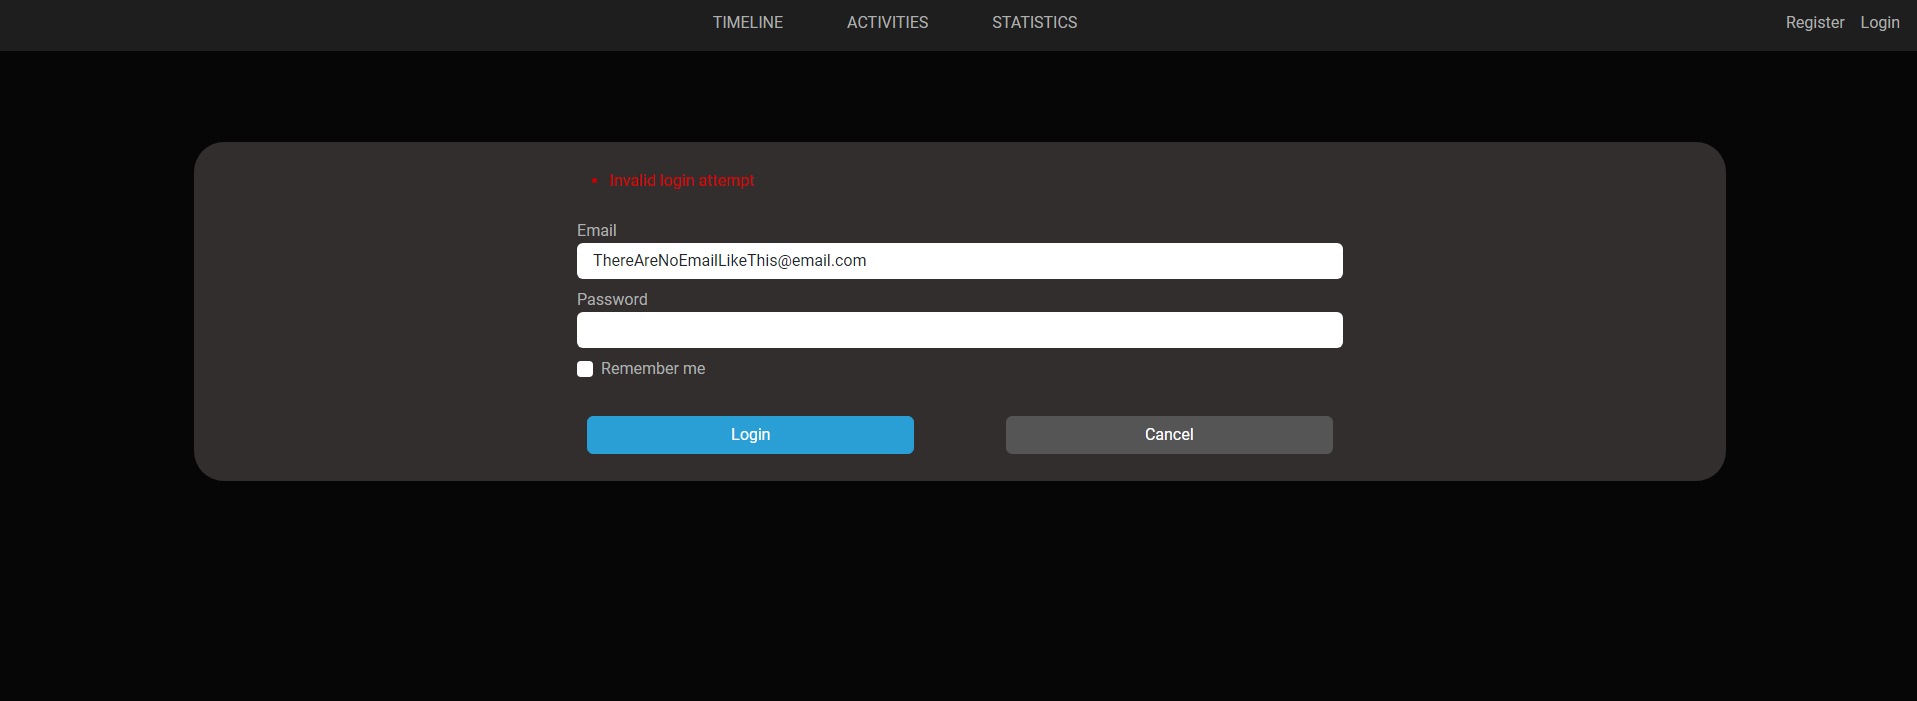 TIMELINE ACTIVITIES STATISTICS Register Login
Invalid login attempt
Email
ThereAreNoEmailLikeThis@email.com
Password
Remember me
Login Cancel